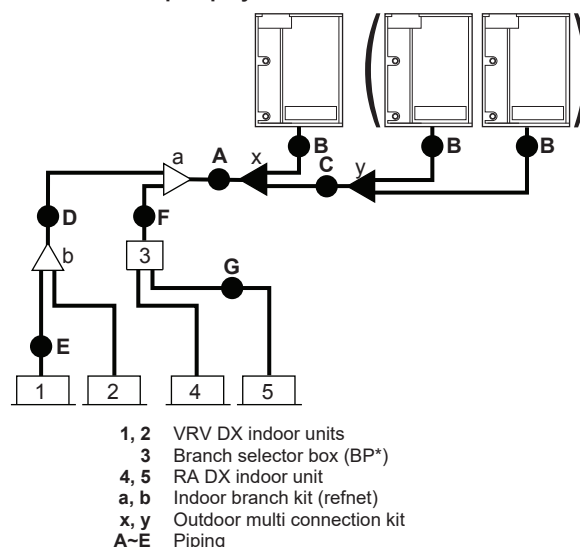 B
B
B
a
A
x
C
y
D
F
b
3
G
E
1
2
4
5
1, 2 VRV DX indoor units
3 Branch selector box (BP*)
4, 5 RA DX indoor unit
a, b Indoor branch kit (refnet)
x, y Outdoor multi connection kit
A~E Piping